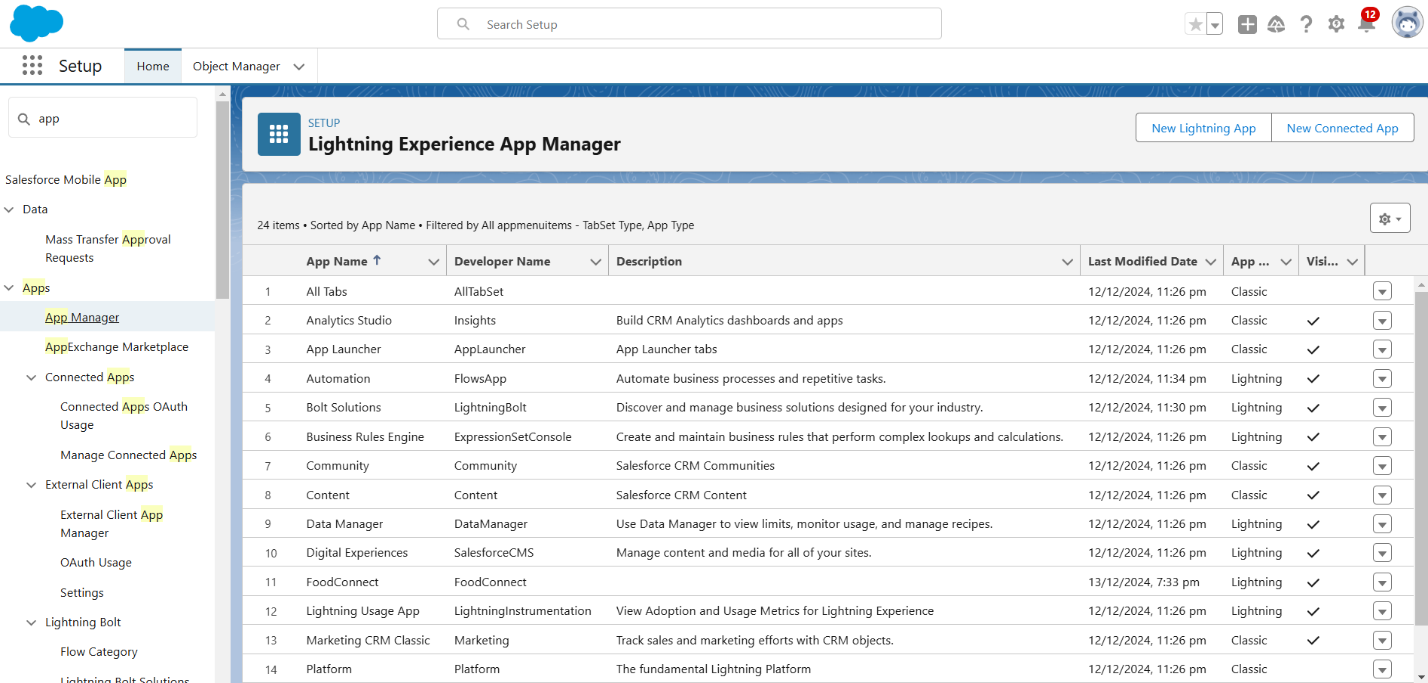 Search Setup
12
Setup
Home
Object Manager
app
Salesforce Mobile App
Data
Mass Transfer Approval
Requests
Apps
App Manager
AppExchange Marketplace
Connected Apps
Connected Apps OAuth
Usage
Manage Connected Apps
External Client Apps
External Client App
Manager
OAuth Usage
Settings
Lightning Bolt
Flow Category
Lightning Bolt Solutions
SETUP
Lightning Experience App Manager
New Lightning App
New Connected App
24 items • Sorted by App Name • Filtered by All appmenuitems - TabSet Type, App Type
App Name ↑ Developer Name Description Last Modified Date App ... Visi...
1 All Tabs AllTabSet 12/12/2024, 11:26 pm Classic
2 Analytics Studio Insights Build CRM Analytics dashboards and apps 12/12/2024, 11:26 pm Classic
3 App Launcher AppLauncher App Launcher tabs 12/12/2024, 11:26 pm Classic
4 Automation FlowsApp Automate business processes and repetitive tasks. 12/12/2024, 11:34 pm Lightning
5 Bolt Solutions LightningBolt Discover and manage business solutions designed for your industry. 12/12/2024, 11:30 pm Lightning
6 Business Rules Engine ExpressionSetConsole Create and maintain business rules that perform complex lookups and calculations. 12/12/2024, 11:26 pm Lightning
7 Community Community Salesforce CRM Communities 12/12/2024, 11:26 pm Classic
8 Content Content Salesforce CRM Content 12/12/2024, 11:26 pm Classic
9 Data Manager DataManager Use Data Manager to view limits, monitor usage, and manage recipes. 12/12/2024, 11:26 pm Lightning
10 Digital Experiences SalesforceCMS Manage content and media for all of your sites. 12/12/2024, 11:26 pm Lightning
11 FoodConnect FoodConnect 13/12/2024, 7:33 pm Lightning
12 Lightning Usage App LightningInstrumentation View Adoption and Usage Metrics for Lightning Experience 12/12/2024, 11:26 pm Lightning
13 Marketing CRM Classic Marketing Track sales and marketing efforts with CRM objects. 12/12/2024, 11:26 pm Classic
14 Platform Platform The fundamental Lightning Platform 12/12/2024, 11:26 pm Classic